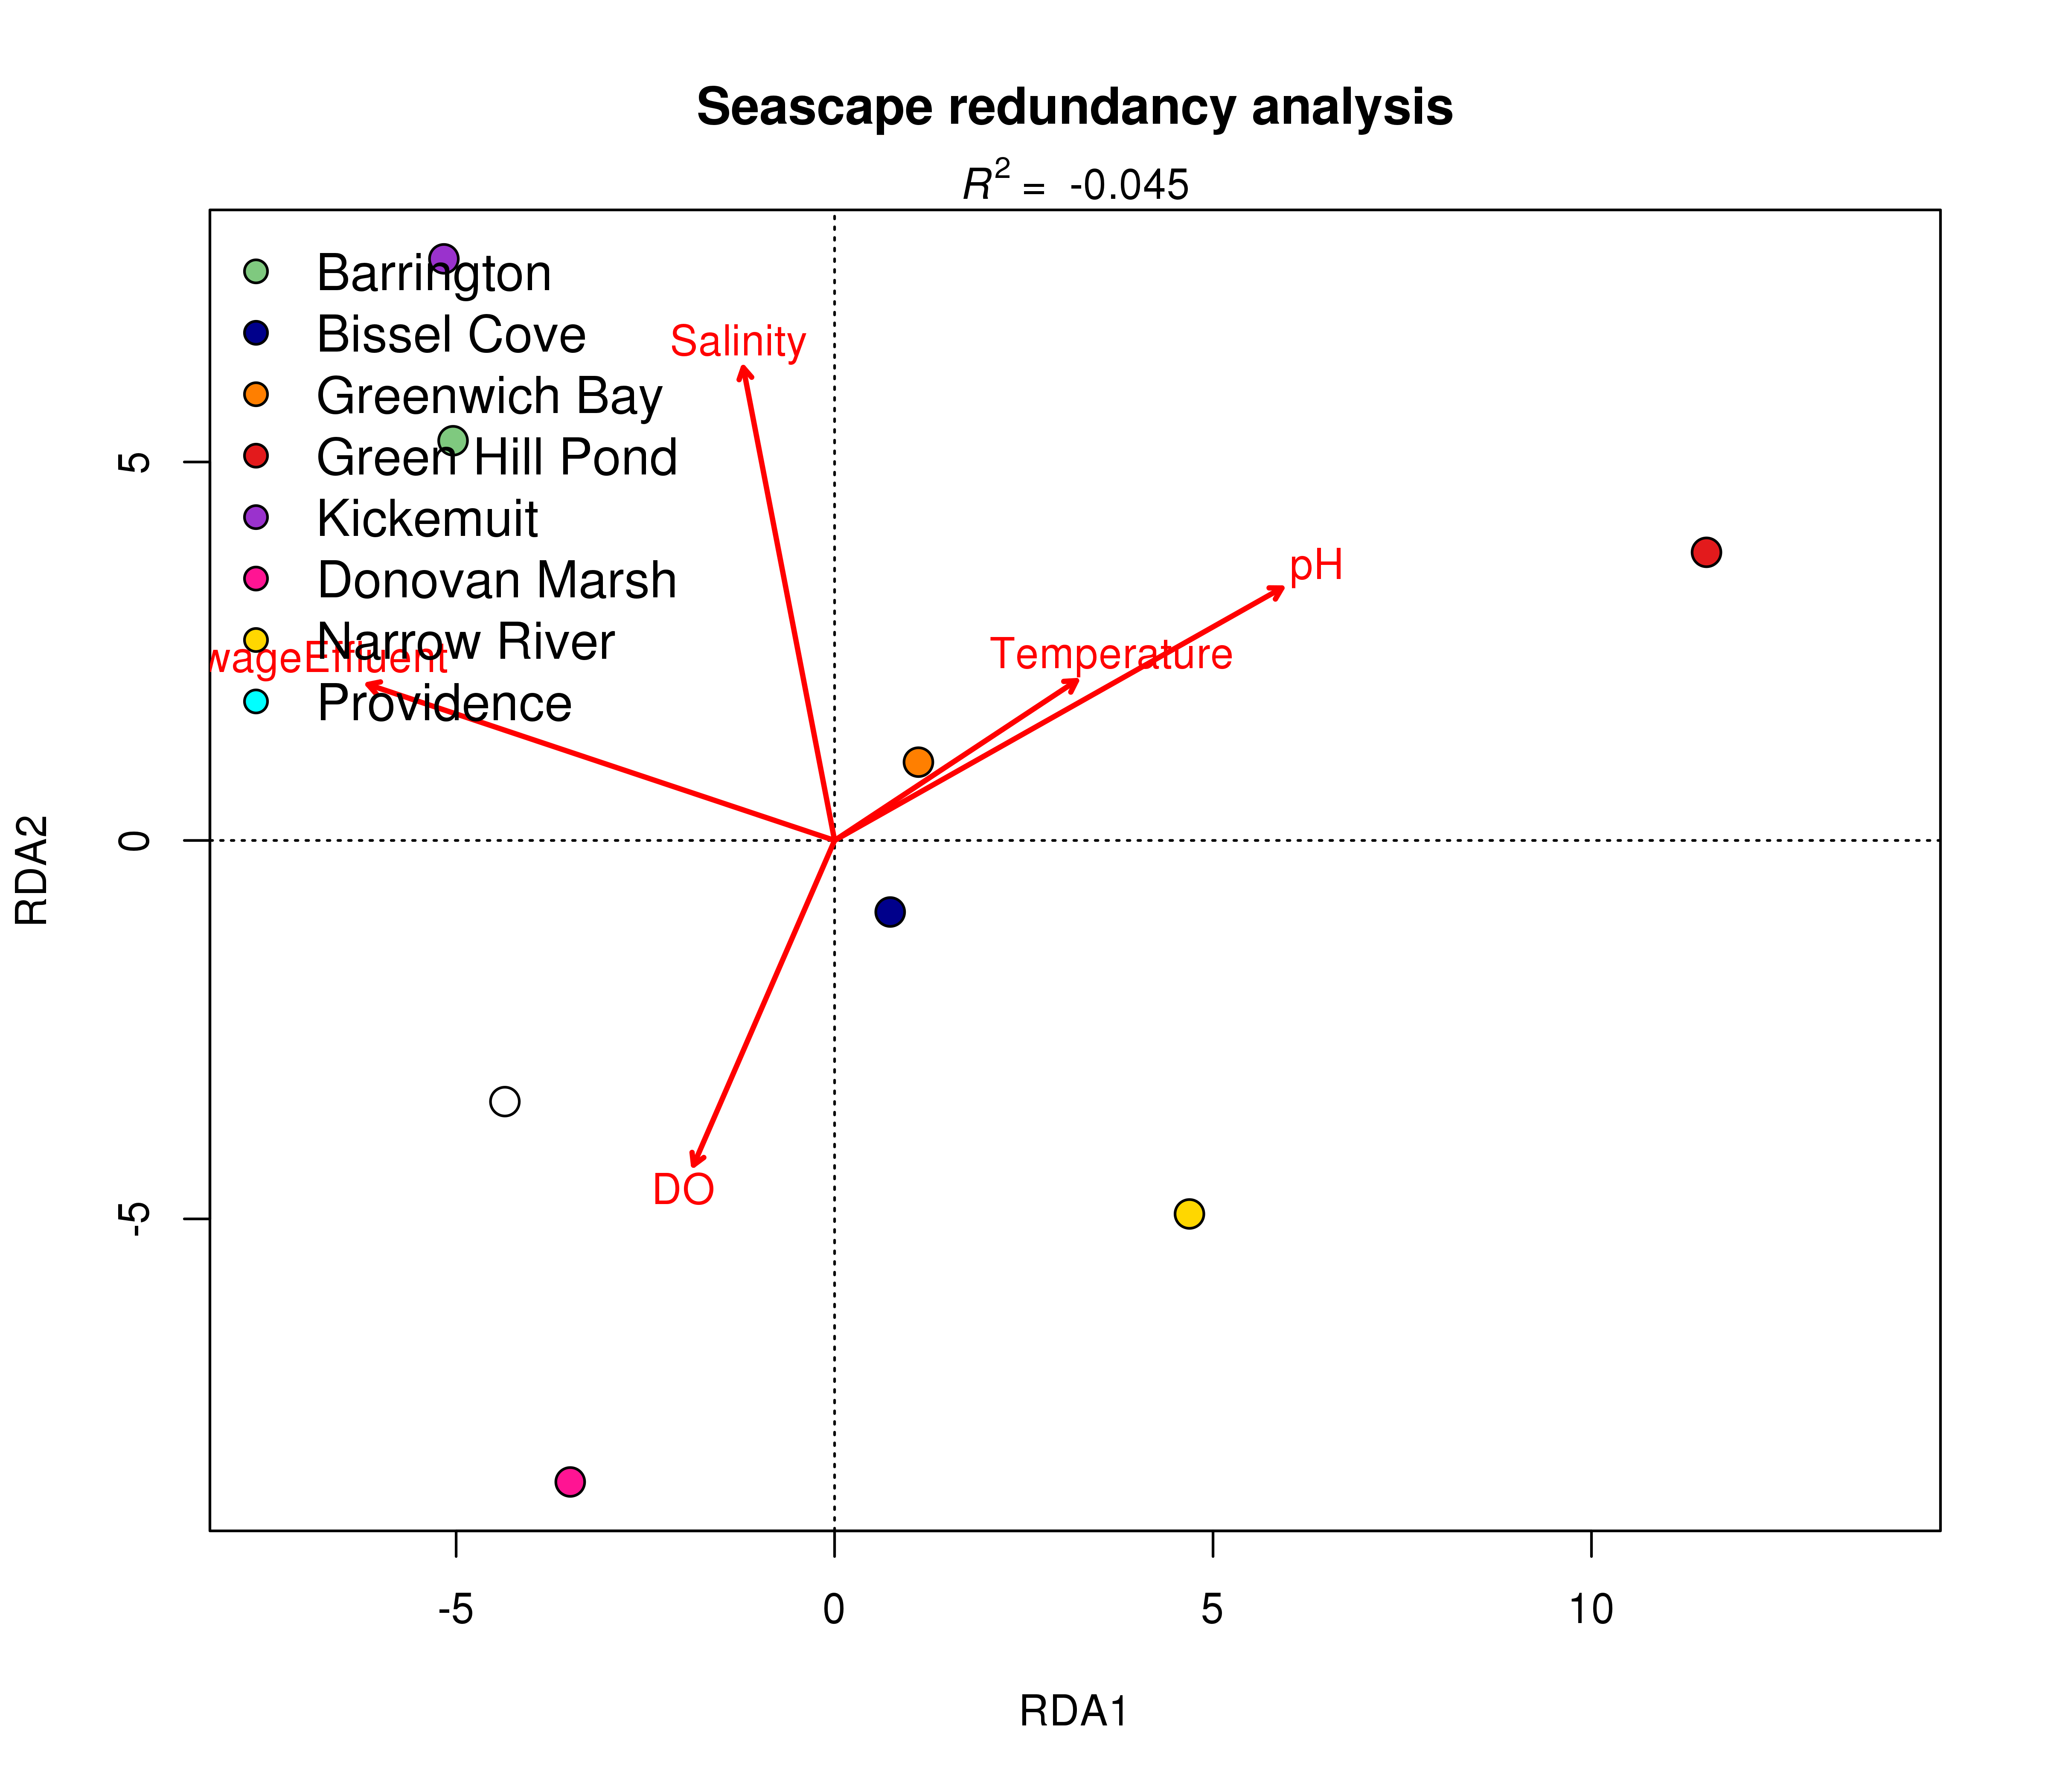 Seascape redundancy analysis
R² = -0.045
Barrington
Bissel Cove
Greenwich Bay
Green Hill Pond
Kickemuit
Donovan Marsh
Narrow River
Providence
Salinity
pH
Temperature
wageEffluent
DO
RDA2
5
0
-5
-5
0
5
10
RDA1